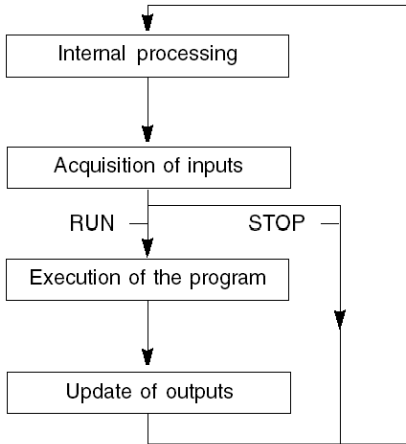 Internal processing
Acquisition of inputs
RUN
STOP
Execution of the program
Update of outputs